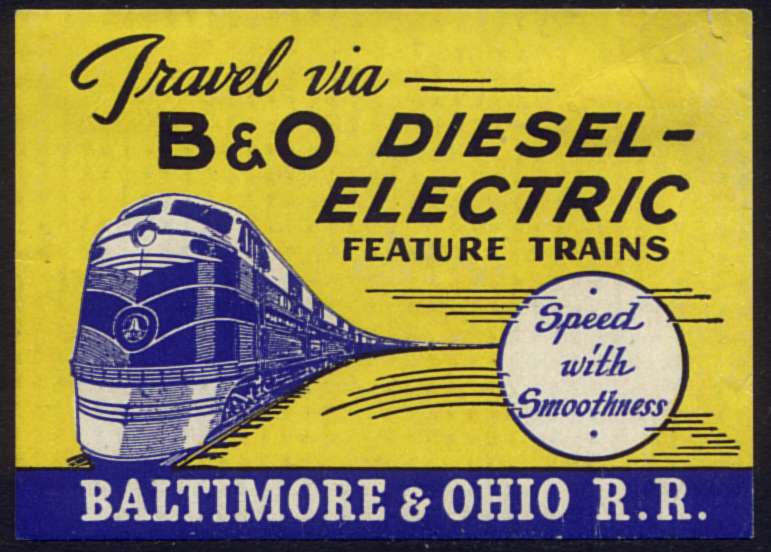 Travel via
B&O DIESEL-
ELECTRIC
FEATURE TRAINS
Speed
with
Smoothness
BALTIMORE & OHIO R.R.